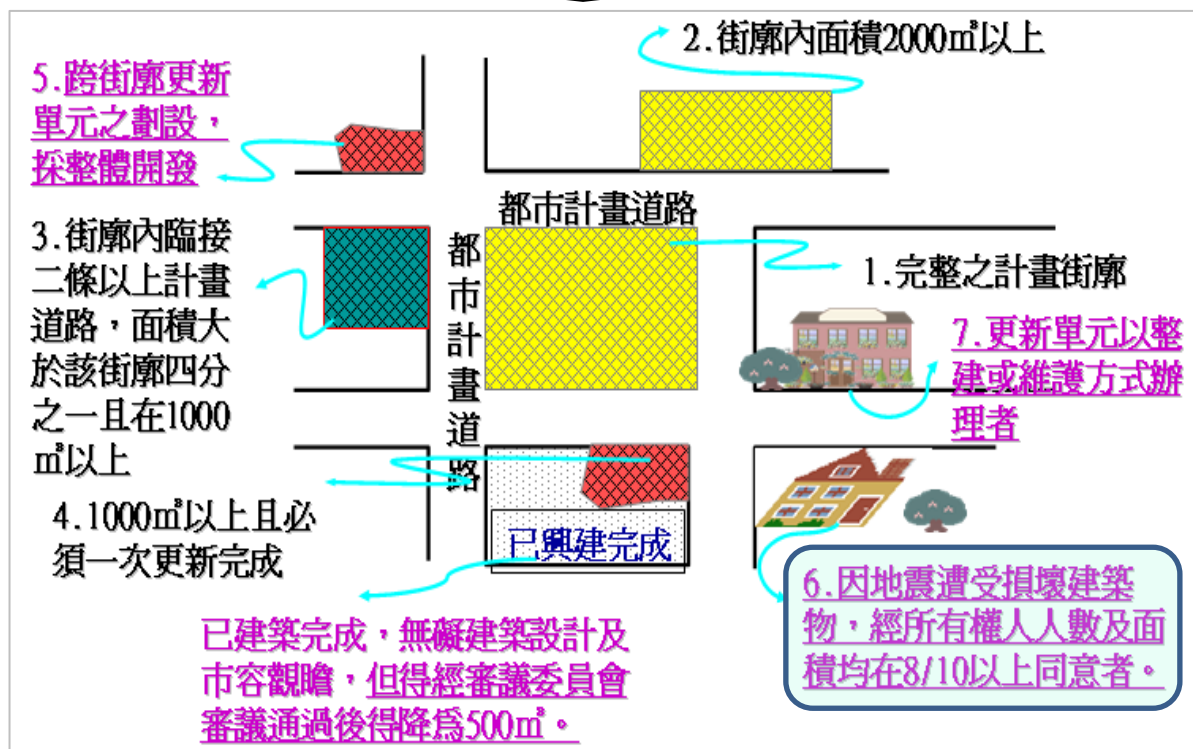 2.街廓內面積2000㎡以上
5.跨街廓更新
單元之劃設，
採整體開發
都市計畫道路
3.街廓內臨接
二條以上計畫
道路，面積大
於該街廓四分
之一且在1000
㎡以上
都市計畫道路
1.完整之計畫街廓
7.更新單元以整
建或維護方式辦
理者
4.1000㎡以上且必
須一次更新完成
已興建完成
6.因地震遭受損壞建築
物，經所有權人人數及面
積均在8/10以上同意者。
已建築完成，無礙建築設計及
市容觀瞻，但得經審議委員會
審議通過後得降為500㎡。